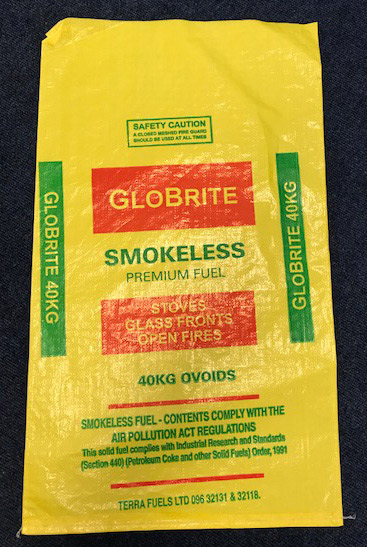 SAFETY CAUTION
A CLOSED MESHED FIRE GUARD
SHOULD BE USED AT ALL TIMES
GLOBRITE
GLOBRITE 40KG
GLOBRITE 40KG
SMOKELESS
PREMIUM FUEL
STOVES
GLASS FRONTS
OPEN FIRES
40KG OVOIDS
SMOKELESS FUEL - CONTENTS COMPLY WITH THE
AIR POLLUTION ACT REGULATIONS
This solid fuel complies with Industrial Research and Standards
(Section 440) (Petroleum Coke and other Solid Fuels) Order, 1991
TERRA FUELS LTD 096 32131 & 32118.